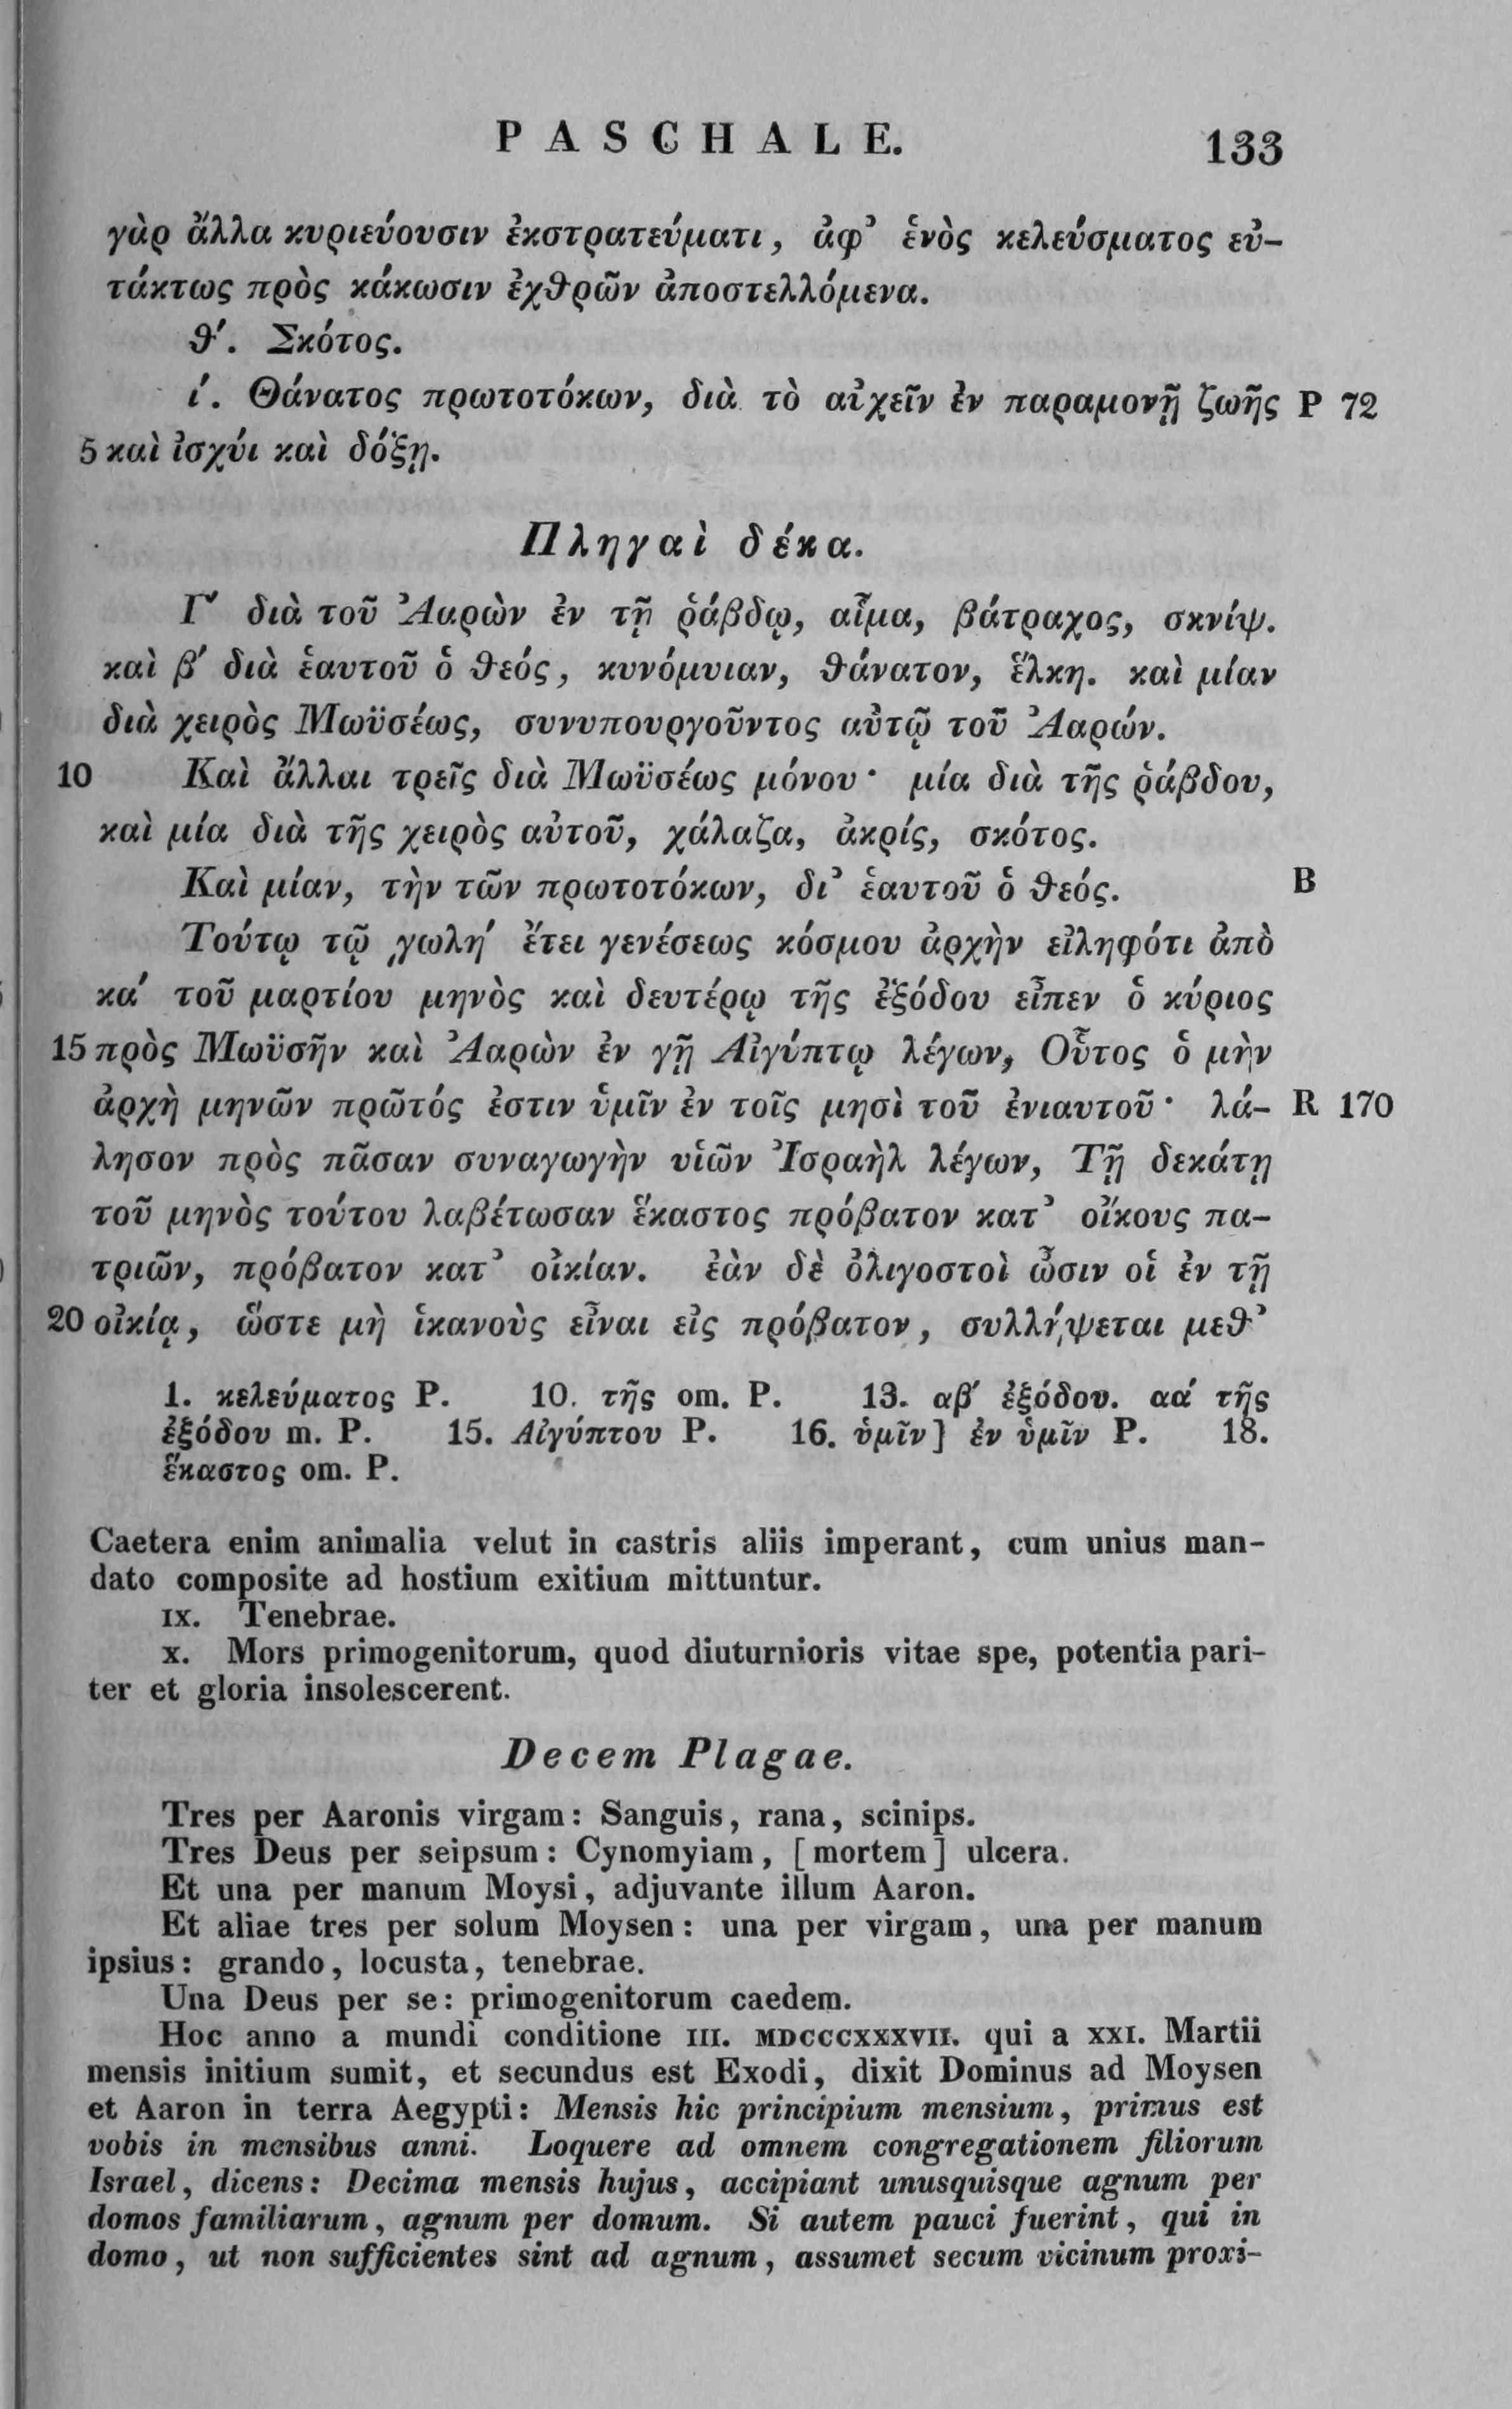 PASCHALE. 133
γὰρ ἄλλα κυριεύουσιν ἐκστρατεύματι, ἀφ’ ἑνὸς κελεύσματος εὐ-
τάκτως πρὸς κάκωσιν ἐχθρῶν ἀποστελλόμενα.
θ′. Σκότος.
ί. Θάνατος πρωτοτόκων, διὰ τὸ αἰχεῖν ἐν παραμονῇ ζωῆς P 72
5 καὶ ἰσχύι καὶ δόξῃ.
Πληγαὶ δέκα.
Γ′ διὰ τοῦ Ἀαρὼν ἐν τῇ ῥάβδῳ, αἷμα, βάτραχος, σκνίψ.
καὶ β′ διὰ ἑαυτοῦ ὁ θεός, κυνόμυιαν, θάνατον, ἕλκη. καὶ μίαν
διὰ χειρὸς Μωϋσέως, συνυπουργοῦντος αὐτῷ τοῦ Ἀαρών.
10 Καὶ ἄλλαι τρεῖς διὰ Μωϋσέως μόνου· μία διὰ τῆς ῥάβδου,
καὶ μία διὰ τῆς χειρὸς αὐτοῦ, χάλαζα, ἀκρίς, σκότος.
Καὶ μίαν, τὴν τῶν πρωτοτόκων, δι’ ἑαυτοῦ ὁ θεός. B
Τούτῳ τῷ ͵γωλη′ ἔτει γενέσεως κόσμου ἀρχὴν εἰληφότι ἀπὸ
κα′ τοῦ μαρτίου μηνὸς καὶ δευτέρῳ τῆς ἐξόδου εἶπεν ὁ κύριος
15 πρὸς Μωϋσῆν καὶ Ἀαρὼν ἐν γῇ Αἰγύπτῳ λέγων, Οὗτος ὁ μὴν
ἀρχὴ μηνῶν πρῶτός ἐστιν ὑμῖν ἐν τοῖς μησὶ τοῦ ἐνιαυτοῦ· λά- R 170
λησον πρὸς πᾶσαν συναγωγὴν υἱῶν Ἰσραὴλ λέγων, Τῇ δεκάτῃ
τοῦ μηνὸς τούτου λαβέτωσαν ἕκαστος πρόβατον κατ’ οἴκους πα-
τριῶν, πρόβατον κατ’ οἰκίαν. ἐὰν δὲ ὀλιγοστοὶ ὦσιν οἱ ἐν τῇ
20 οἰκίᾳ, ὥστε μὴ ἱκανοὺς εἶναι εἰς πρόβατον, συλλήψεται μεθ’
1. κελεύματος P. 10. τῆς om. P. 13. αβ′ ἐξόδου. αα′ τῆς
ἐξόδου m. P. 15. Αἰγύπτου P. 16. ὑμῖν] ἐν ὑμῖν P. 18.
ἕκαστος om. P.
Caetera enim animalia velut in castris aliis imperant, cum unius man-
dato composite ad hostium exitium mittuntur.
IX. Tenebrae.
X. Mors primogenitorum, quod diuturnioris vitae spe, potentia pari-
ter et gloria insolescerent.
Decem Plagae.
Tres per Aaronis virgam: Sanguis, rana, scinips.
Tres Deus per seipsum: Cynomyiam, [mortem] ulcera.
Et una per manum Moysi, adjuvante illum Aaron.
Et aliae tres per solum Moysen: una per virgam, una per manum
ipsius: grando, locusta, tenebrae.
Una Deus per se: primogenitorum caedem.
Hoc anno a mundi conditione III. MDCCCXXXVII. qui a XXI. Martii
mensis initium sumit, et secundus est Exodi, dixit Dominus ad Moysen
et Aaron in terra Aegypti: Mensis hic principium mensium, primus est
vobis in mensibus anni. Loquere ad omnem congregationem filiorum
Israel, dicens: Decima mensis hujus, accipiant unusquisque agnum per
domos familiarum, agnum per domum. Si autem pauci fuerint, qui in
domo, ut non sufficientes sint ad agnum, assumet secum vicinum proxi-